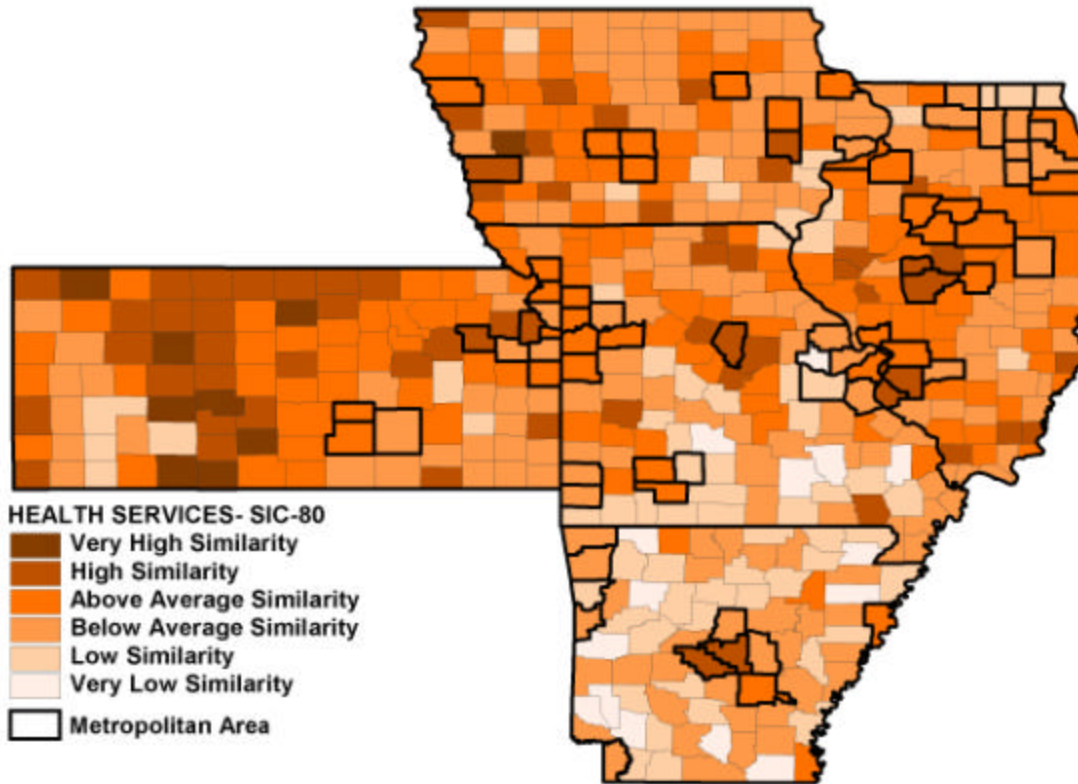 HEALTH SERVICES- SIC-80
Very High Similarity
High Similarity
Above Average Similarity
Below Average Similarity
Low Similarity
Very Low Similarity
Metropolitan Area